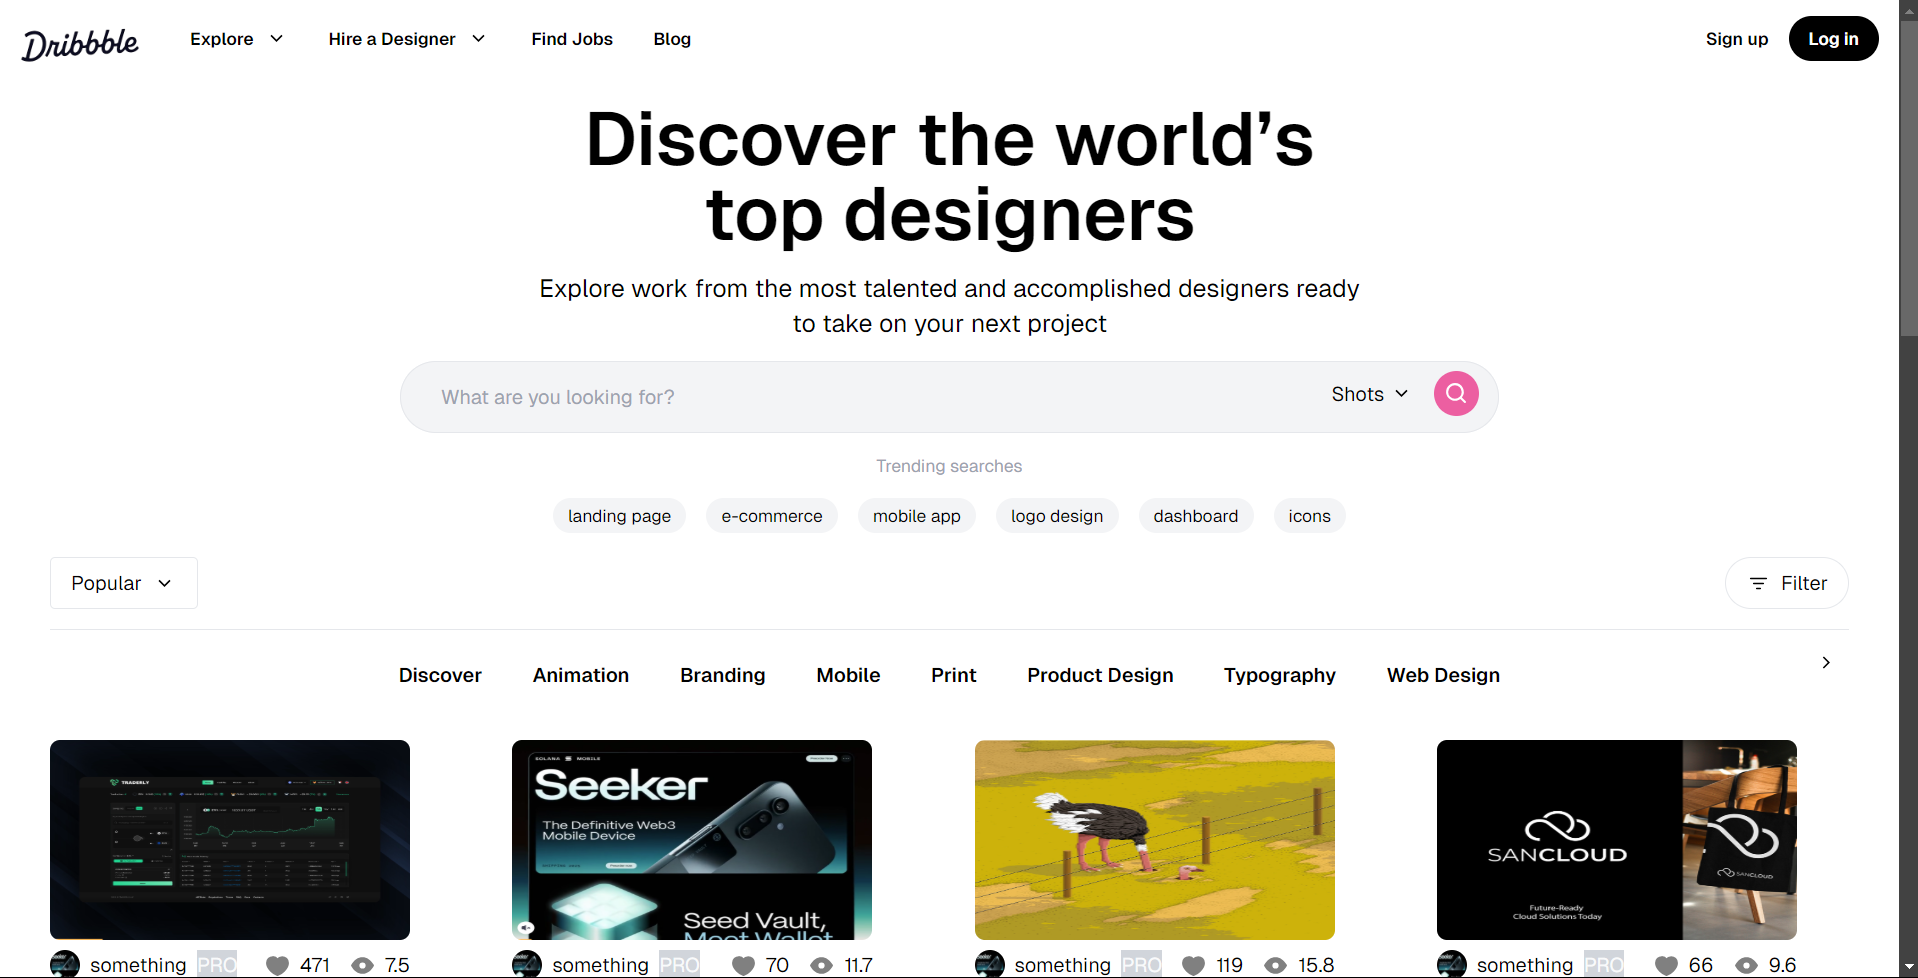 Dribbble
Explore
Hire a Designer
Find Jobs
Blog
Sign up
Log in
Discover the world’s
top designers
Explore work from the most talented and accomplished designers ready
to take on your next project
What are you looking for?
Shots
Trending searches
landing page
e-commerce
mobile app
logo design
dashboard
icons
Popular
Filter
Discover
Animation
Branding
Mobile
Print
Product Design
Typography
Web Design
TRADERLY
SOLANA MOBILE
Seeker
The Definitive Web3
Mobile Device
Seed Vault,
Meet Wallet
SANCLOUD
Future-Ready
Cloud Solutions Today
SANCLOUD
something PRO 471 7.5
something PRO 70 11.7
something PRO 119 15.8
something PRO 66 9.6